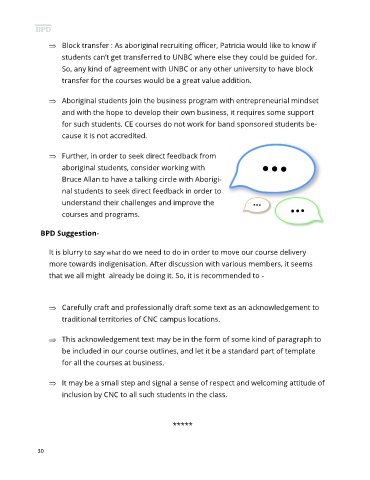 BPD
⇒ Block transfer : As aboriginal recruiting officer, Patricia would like to know if
students can't get transferred to UNBC where else they could be guided for.
So, any kind of agreement with UNBC or any other university to have block
transfer for the courses would be a great value addition.
⇒ Aboriginal students join the business program with entrepreneurial mindset
and with the hope to develop their own business, it requires some support
for such students. CE courses do not work for band sponsored students be-
cause it is not accredited.
⇒ Further, in order to seek direct feedback from
aboriginal students, consider working with
Bruce Allan to have a talking circle with Aborigi-
nal students to seek direct feedback in order to
understand their challenges and improve the
courses and programs.
BPD Suggestion-
It is blurry to say what do we need to do in order to move our course delivery
more towards indigenisation. After discussion with various members, it seems
that we all might already be doing it. So, it is recommended to -
⇒ Carefully craft and professionally draft some text as an acknowledgement to
traditional territories of CNC campus locations.
⇒ This acknowledgement text may be in the form of some kind of paragraph to
be included in our course outlines, and let it be a standard part of template
for all the courses at business.
⇒ It may be a small step and signal a sense of respect and welcoming attitude of
inclusion by CNC to all such students in the class.
*****
30